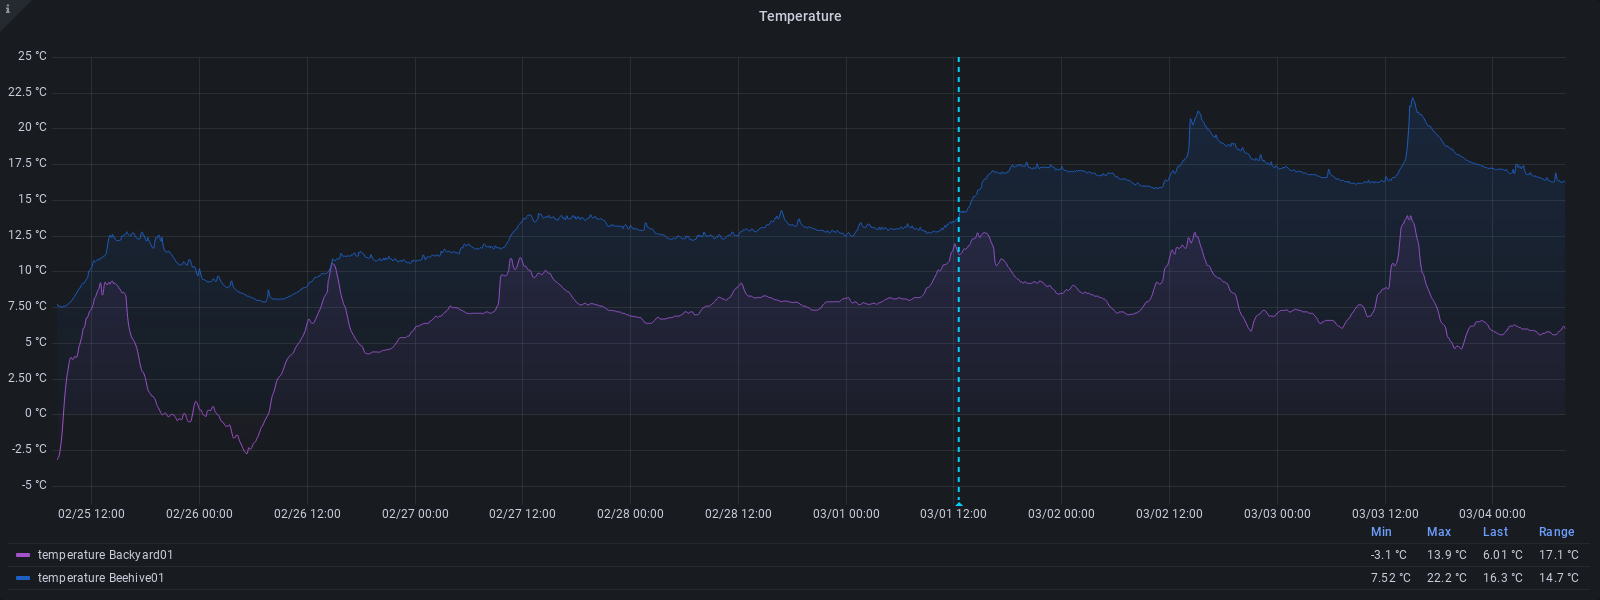 i
Temperature
25 °C
22.5 °C
20 °C
17.5 °C
15 °C
12.5 °C
10 °C
7.50 °C
5 °C
2.50 °C
0 °C
-2.5 °C
-5 °C
02/25 12:00 02/26 00:00 02/26 12:00 02/27 00:00 02/27 12:00 02/28 00:00 02/28 12:00 03/01 00:00 03/01 12:00 03/02 00:00 03/02 12:00 03/03 00:00 03/03 12:00 03/04 00:00
Min Max Last Range
temperature Backyard01 -3.1 °C 13.9 °C 6.01 °C 17.1 °C
temperature Beehive01 7.52 °C 22.2 °C 16.3 °C 14.7 °C